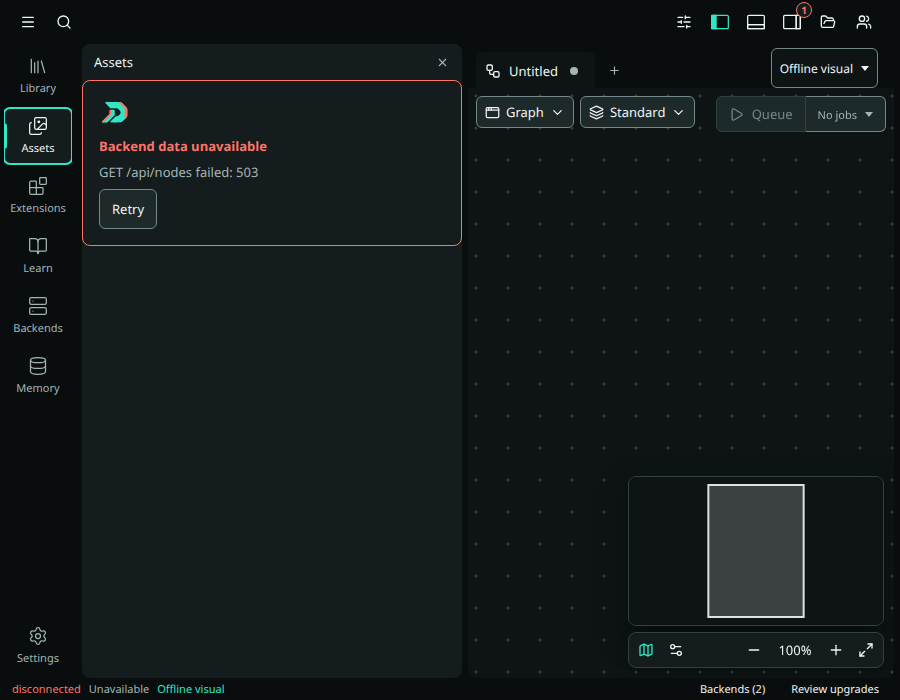 1
Library
Assets
Extensions
Learn
Backends
Memory
Settings
Assets
Backend data unavailable
GET /api/nodes failed: 503
Retry
Untitled
Offline visual
Graph
Standard
Queue
No jobs
100%
disconnected Unavailable Offline visual
Backends (2) Review upgrades